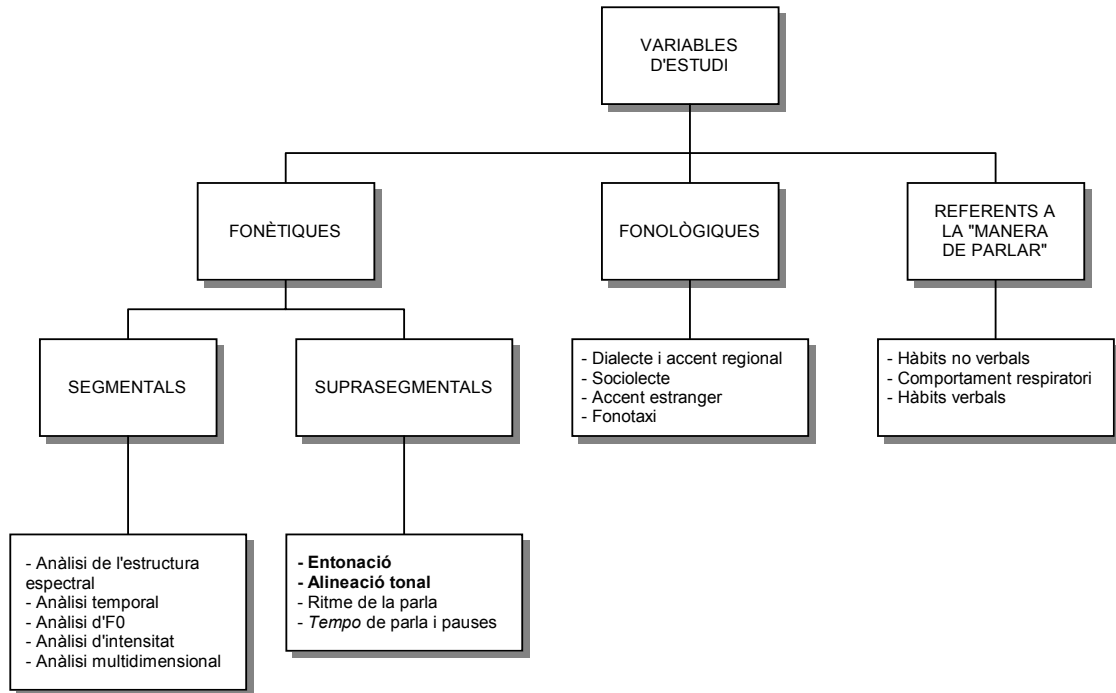 VARIABLES
D'ESTUDI
FONÈTIQUES
FONOLÒGIQUES
REFERENTS A
LA "MANERA
DE PARLAR"
SEGMENTALS
SUPRASEGMENTALS
- Dialecte i accent regional
- Sociolecte
- Accent estranger
- Fonotaxi
- Hàbits no verbals
- Comportament respiratori
- Hàbits verbals
- Anàlisi de l'estructura
espectral
- Anàlisi temporal
- Anàlisi d'F0
- Anàlisi d'intensitat
- Anàlisi multidimensional
- Entonació
- Alineació tonal
- Ritme de la parla
- Tempo de parla i pauses